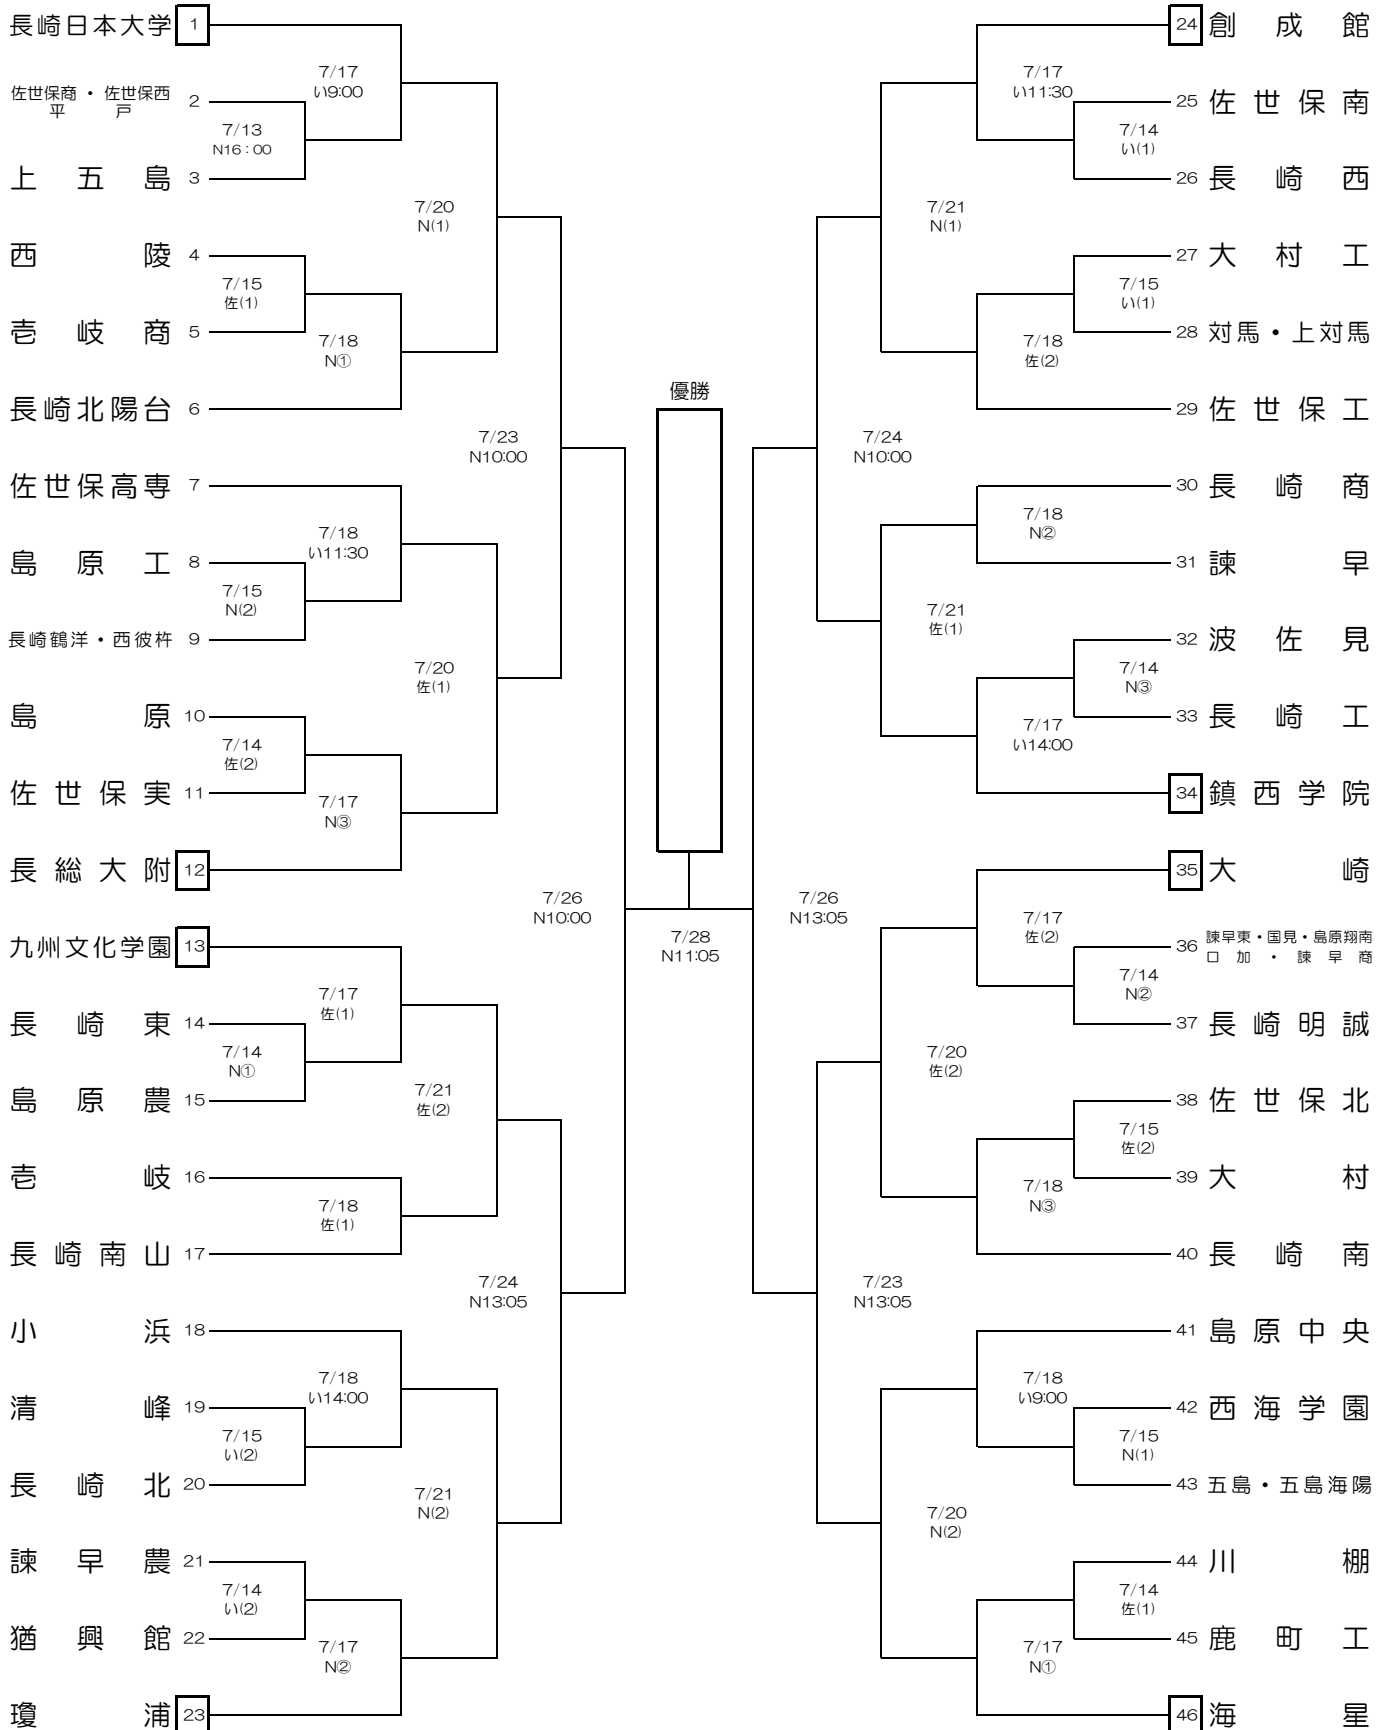 長崎日本大学 1
7/17
い9:00
佐世保商・佐世保西
平戸 2
7/13
N16:00
上五島 3
7/20
N(1)
西陵 4
7/15
佐(1)
壱岐商 5
7/18
N①
長崎北陽台 6
7/23
N10:00
佐世保高専 7
7/18
い11:30
島原工 8
7/15
N(2)
長崎鶴洋・西彼杵 9
7/20
佐(1)
島原 10
7/14
佐(2)
佐世保実 11
7/17
N③
長総大附 12
7/26
N10:00
九州文化学園 13
7/17
佐(1)
長崎東 14
7/14
N①
島原農 15
7/21
佐(2)
壱岐 16
7/18
佐(1)
長崎南山 17
7/24
N13:05
小浜 18
7/18
い14:00
清峰 19
7/15
い(2)
長崎北 20
7/21
N(2)
諫早農 21
7/14
い(2)
猶興館 22
7/17
N②
瓊浦 23
優勝
7/28
N11:05
24 創成館
7/17
い11:30
25 佐世保南
7/14
い(1)
26 長崎西
7/21
N(1)
27 大村工
7/15
い(1)
28 対馬・上対馬
7/18
佐(2)
29 佐世保工
7/24
N10:00
30 長崎商
7/18
N②
31 諫早
7/21
佐(1)
32 波佐見
7/14
N③
33 長崎工
7/17
い14:00
34 鎮西学院
7/26
N13:05
35 大崎
7/17
佐(2)
36 諫早東・国見・島原翔南
口加・諫早商
7/14
N②
37 長崎明誠
7/20
佐(2)
38 佐世保北
7/15
佐(2)
39 大村
7/18
N③
40 長崎南
7/23
N13:05
41 島原中央
7/18
い9:00
42 西海学園
7/15
N(1)
43 五島・五島海陽
7/20
N(2)
44 川棚
7/14
佐(1)
45 鹿町工
7/17
N①
46 海星